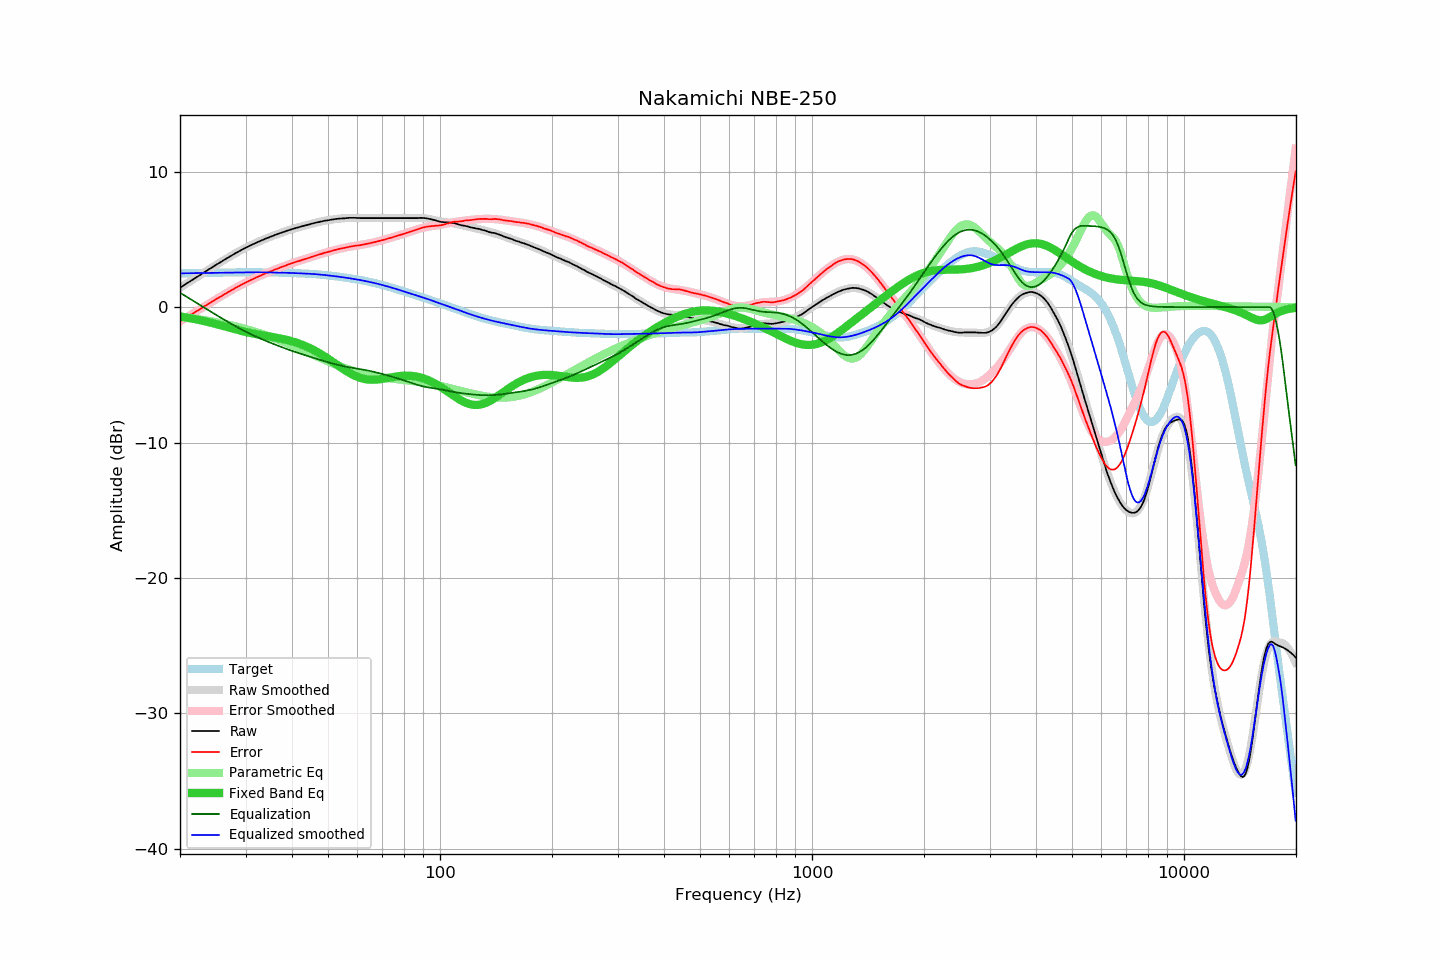 Nakamichi NBE-250
10
0
−10
−20
−30
−40
Amplitude (dBr)
Target
Raw Smoothed
Error Smoothed
Raw
Error
Parametric Eq
Fixed Band Eq
Equalization
Equalized smoothed
100
1000
10000
Frequency (Hz)